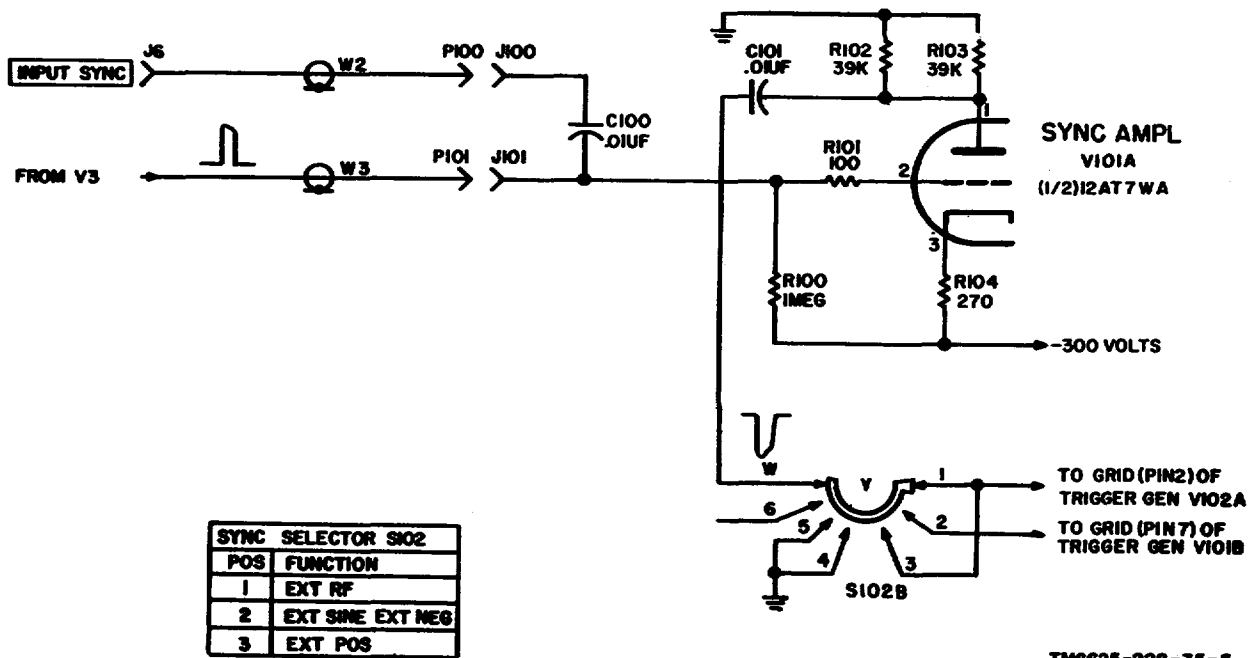 J6
INPUT SYNC
W2
P100 J100
C100
.01UF
FROM V3
W3
P101 J101
C101
.01UF
R102
39K
R103
39K
1
SYNC AMPL
V101A
(1/2)12AT7WA
R101
100
2
3
R100
1MEG
R104
270
-300 VOLTS
W
Y
1
TO GRID (PIN2) OF
TRIGGER GEN V102A
6
5
4
3
2
TO GRID (PIN 7) OF
TRIGGER GEN V101B
S102B
SYNC SELECTOR S102
POS FUNCTION
1 EXT RF
2 EXT SINE EXT NEG
3 EXT POS